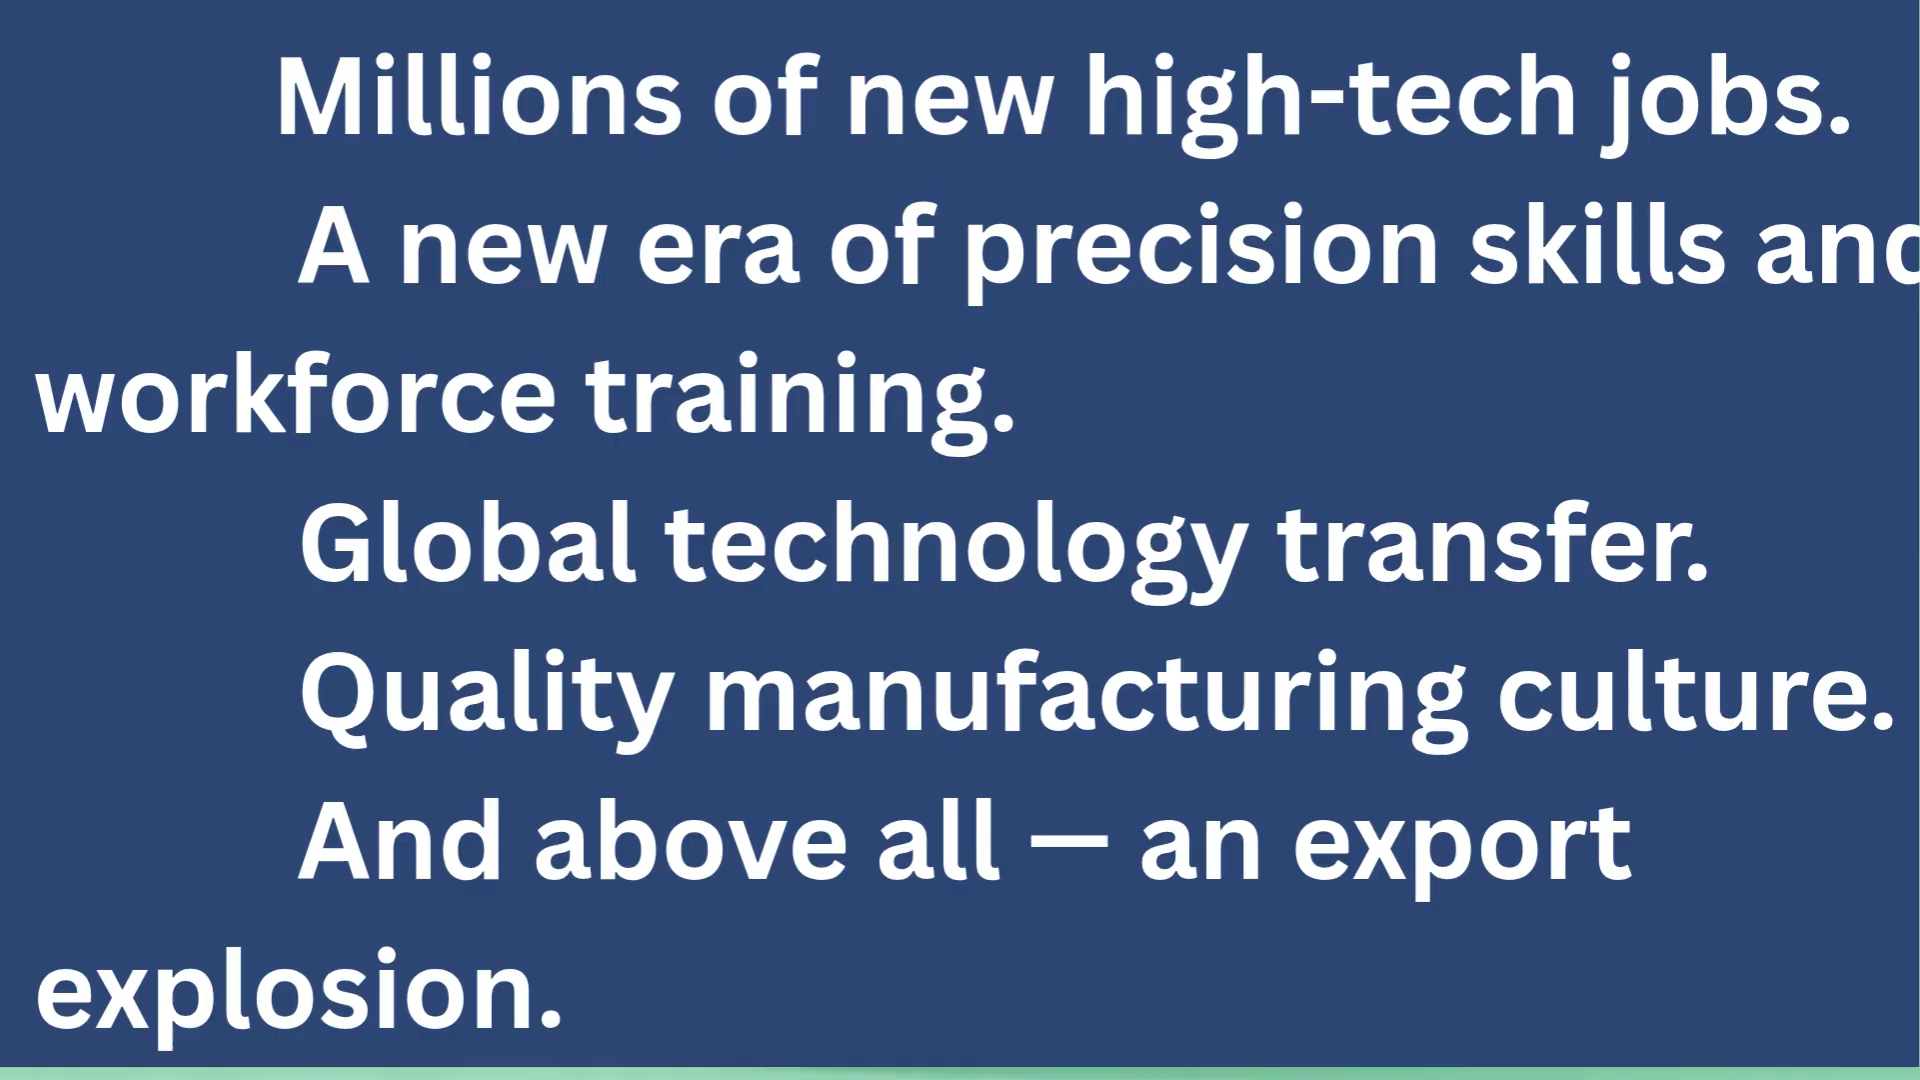 Millions of new high-tech jobs.
A new era of precision skills and
workforce training.
Global technology transfer.
Quality manufacturing culture.
And above all — an export
explosion.